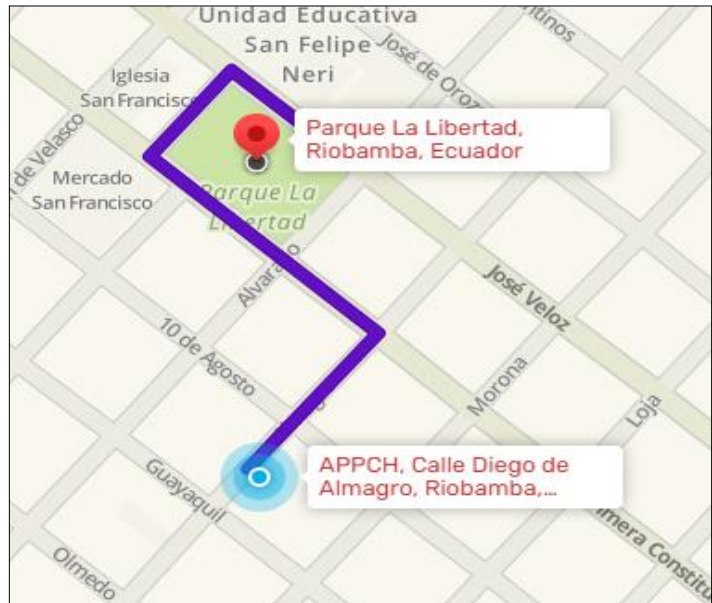 Unidad Educativa
San Felipe
Neri
José de Oroz
Iglesia
San Francisco
de Velasco
Mercado
San Francisco
Parque La Libertad,
Riobamba, Ecuador
Parque La
Libertad
Alvarado
José Veloz
10 de Agosto
Morona
Loja
APPCH, Calle Diego de
Almagro, Riobamba,...
Guayaquil
Olmedo